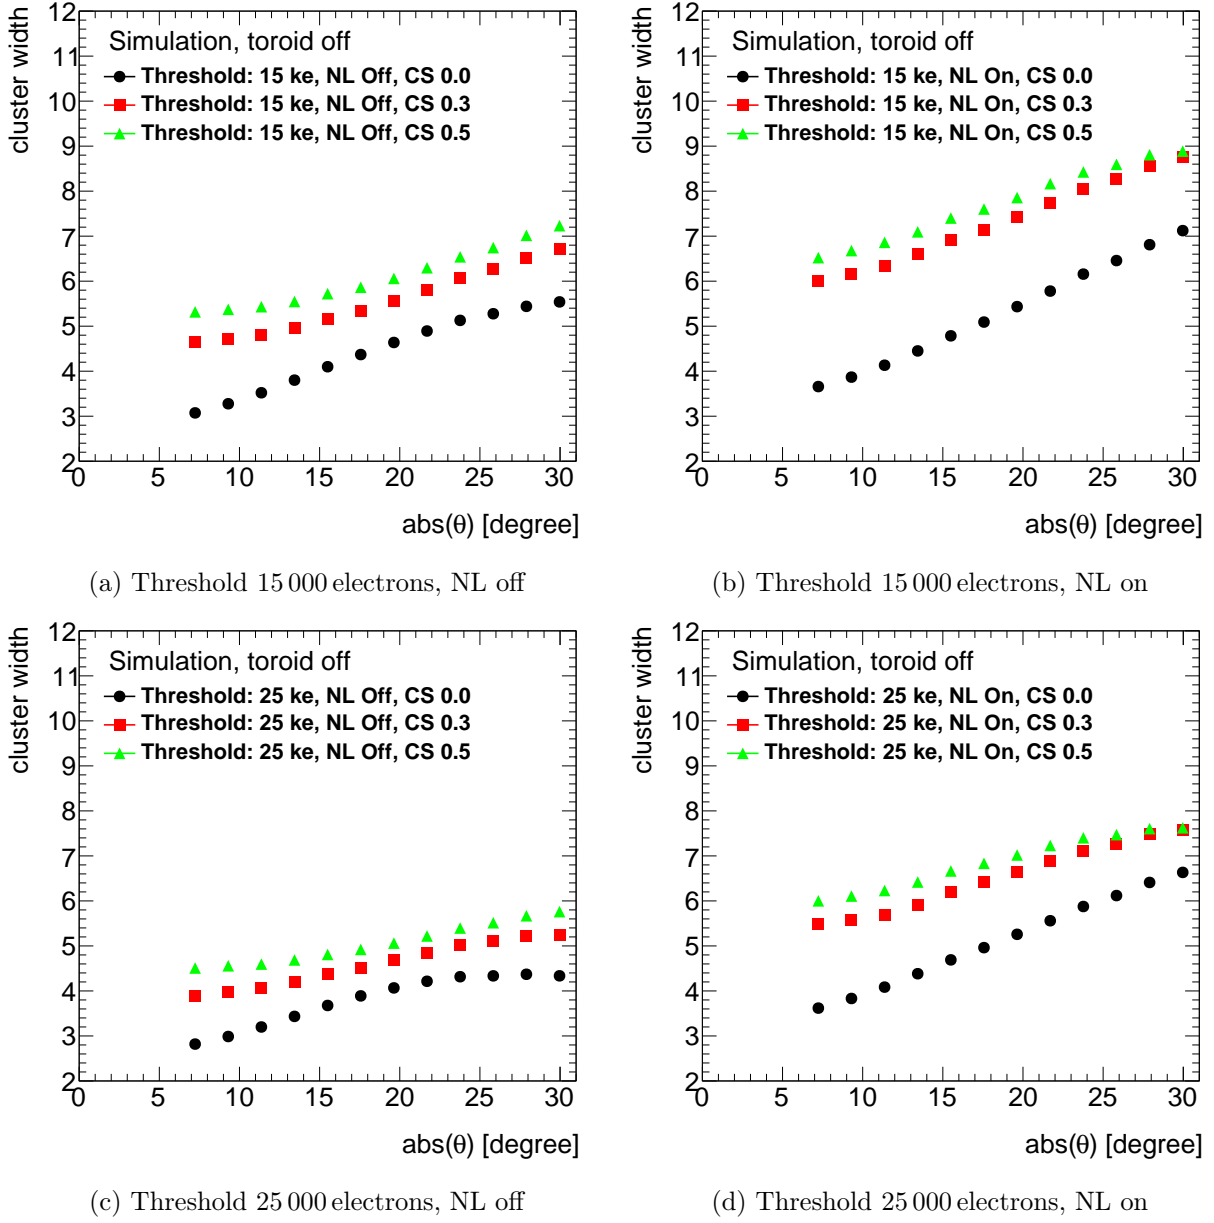 12
11
10
9
8
7
6
5
4
3
2
cluster width
Simulation, toroid off
Threshold: 15 ke, NL Off, CS 0.0
Threshold: 15 ke, NL Off, CS 0.3
Threshold: 15 ke, NL Off, CS 0.5
0 5 10 15 20 25 30
abs(θ) [degree]
(a) Threshold 15 000 electrons, NL off
12
11
10
9
8
7
6
5
4
3
2
cluster width
Simulation, toroid off
Threshold: 15 ke, NL On, CS 0.0
Threshold: 15 ke, NL On, CS 0.3
Threshold: 15 ke, NL On, CS 0.5
0 5 10 15 20 25 30
abs(θ) [degree]
(b) Threshold 15 000 electrons, NL on
12
11
10
9
8
7
6
5
4
3
2
cluster width
Simulation, toroid off
Threshold: 25 ke, NL Off, CS 0.0
Threshold: 25 ke, NL Off, CS 0.3
Threshold: 25 ke, NL Off, CS 0.5
0 5 10 15 20 25 30
abs(θ) [degree]
(c) Threshold 25 000 electrons, NL off
12
11
10
9
8
7
6
5
4
3
2
cluster width
Simulation, toroid off
Threshold: 25 ke, NL On, CS 0.0
Threshold: 25 ke, NL On, CS 0.3
Threshold: 25 ke, NL On, CS 0.5
0 5 10 15 20 25 30
abs(θ) [degree]
(d) Threshold 25 000 electrons, NL on